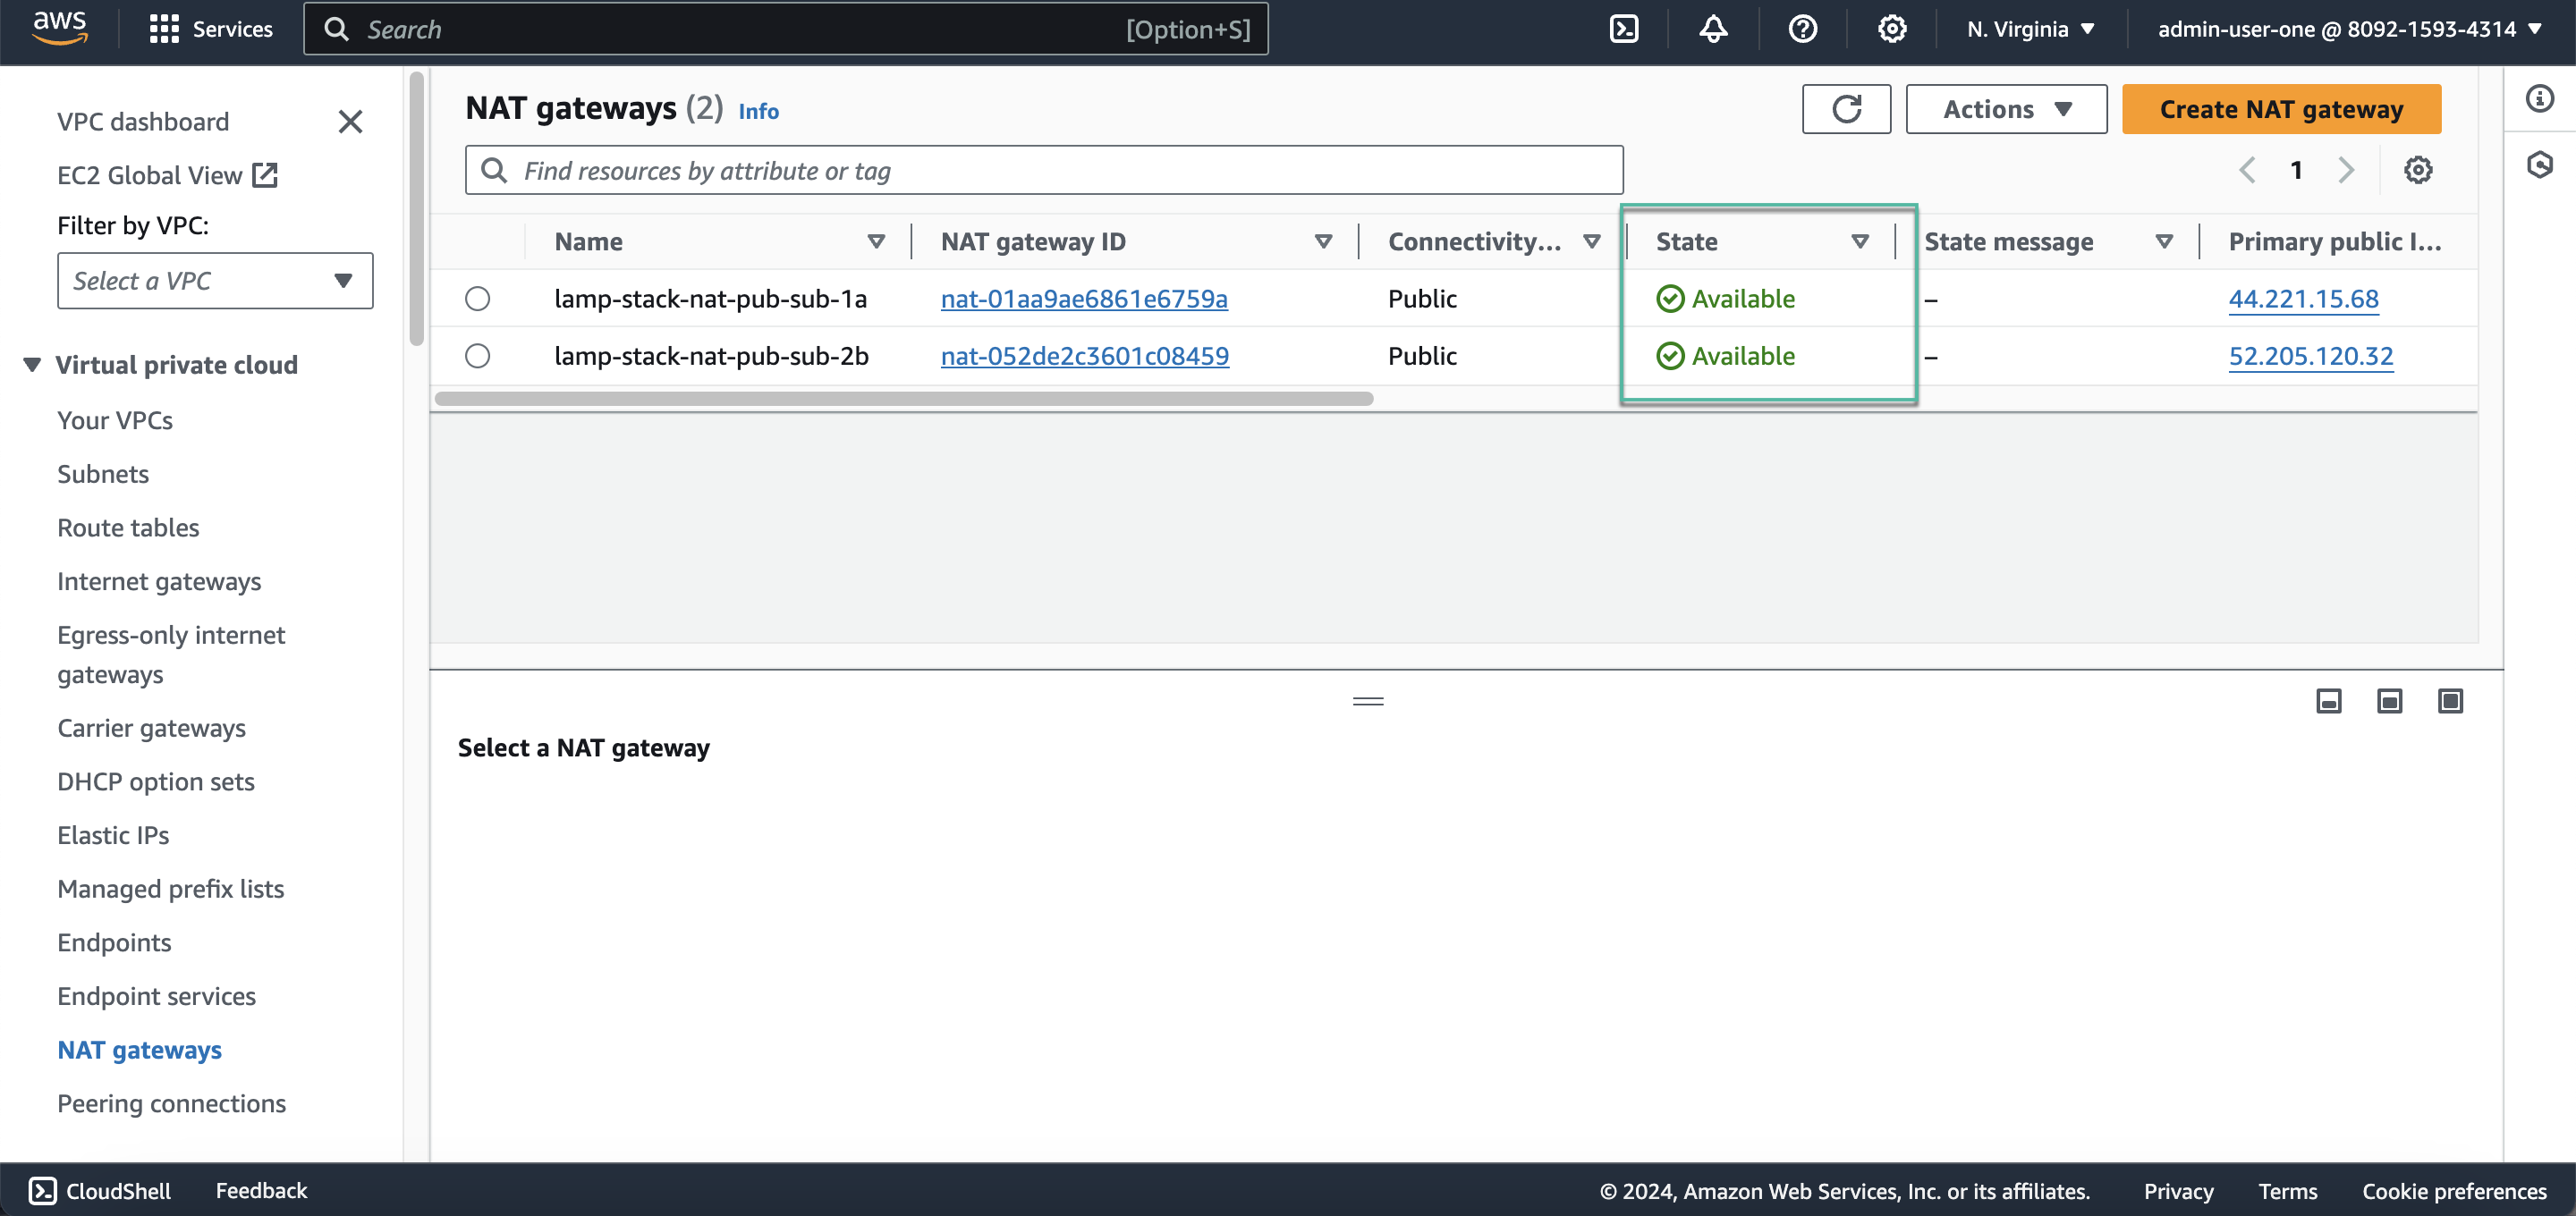 aws
Services
Search
[Option+S]
N. Virginia
admin-user-one @ 8092-1593-4314
VPC dashboard
EC2 Global View
Filter by VPC:
Select a VPC
Virtual private cloud
Your VPCs
Subnets
Route tables
Internet gateways
Egress-only internet
gateways
Carrier gateways
DHCP option sets
Elastic IPs
Managed prefix lists
Endpoints
Endpoint services
NAT gateways
Peering connections
NAT gateways (2) Info
Actions
Create NAT gateway
Find resources by attribute or tag
1
Name NAT gateway ID Connectivity... State State message Primary public I...
lamp-stack-nat-pub-sub-1a nat-01aa9ae6861e6759a Public Available – 44.221.15.68
lamp-stack-nat-pub-sub-2b nat-052de2c3601c08459 Public Available – 52.205.120.32
Select a NAT gateway
CloudShell
Feedback
© 2024, Amazon Web Services, Inc. or its affiliates.
Privacy
Terms
Cookie preferences